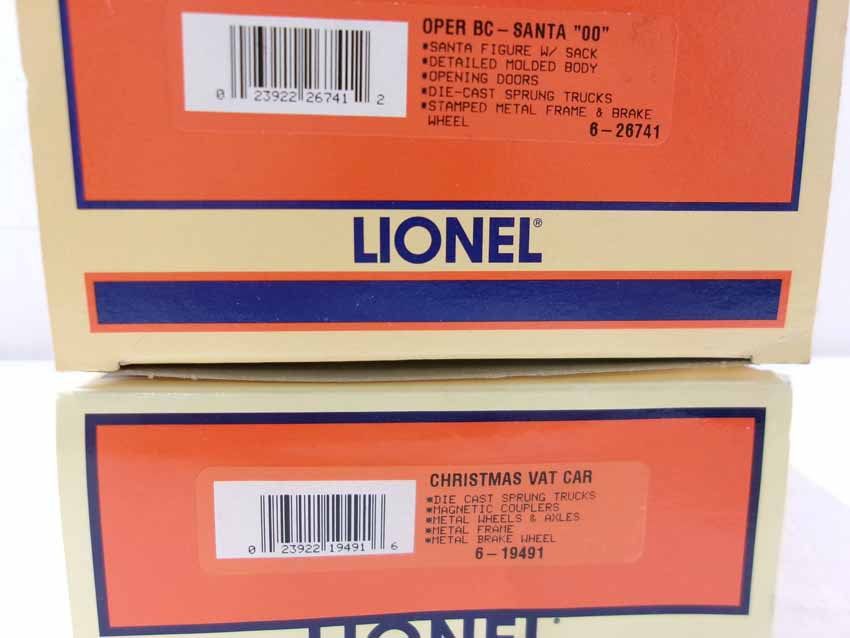 OPER BC - SANTA "00"
*SANTA FIGURE W/ SACK
*DETAILED MOLDED BODY
*OPENING DOORS
*DIE-CAST SPRUNG TRUCKS
*STAMPED METAL FRAME & BRAKE
WHEEL
6-26741
0 23922 26741 2
LIONEL®
CHRISTMAS VAT CAR
*DIE CAST SPRUNG TRUCKS
*MAGNETIC COUPLERS
*METAL WHEELS & AXLES
*METAL FRAME
*METAL BRAKE WHEEL
6-19491
0 23922 19491 6
LIONEL